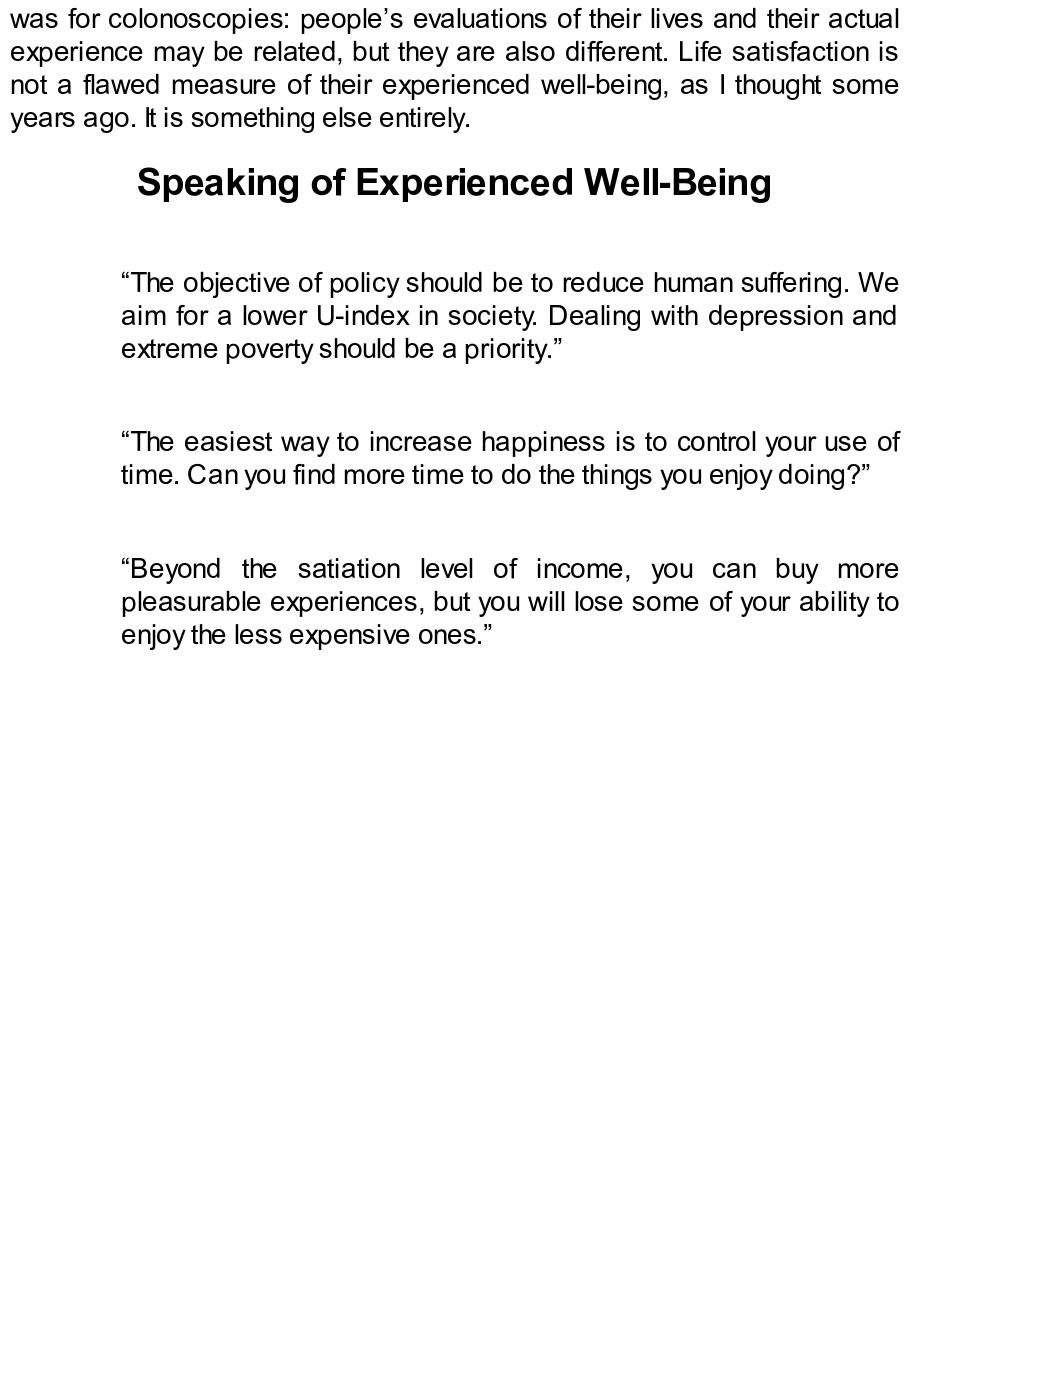 was for colonoscopies: people’s evaluations of their lives and their actual
experience may be related, but they are also different. Life satisfaction is
not a flawed measure of their experienced well-being, as I thought some
years ago. It is something else entirely.
Speaking of Experienced Well-Being
“The objective of policy should be to reduce human suffering. We
aim for a lower U-index in society. Dealing with depression and
extreme poverty should be a priority.”
“The easiest way to increase happiness is to control your use of
time. Can you find more time to do the things you enjoy doing?”
“Beyond the satiation level of income, you can buy more
pleasurable experiences, but you will lose some of your ability to
enjoy the less expensive ones.”